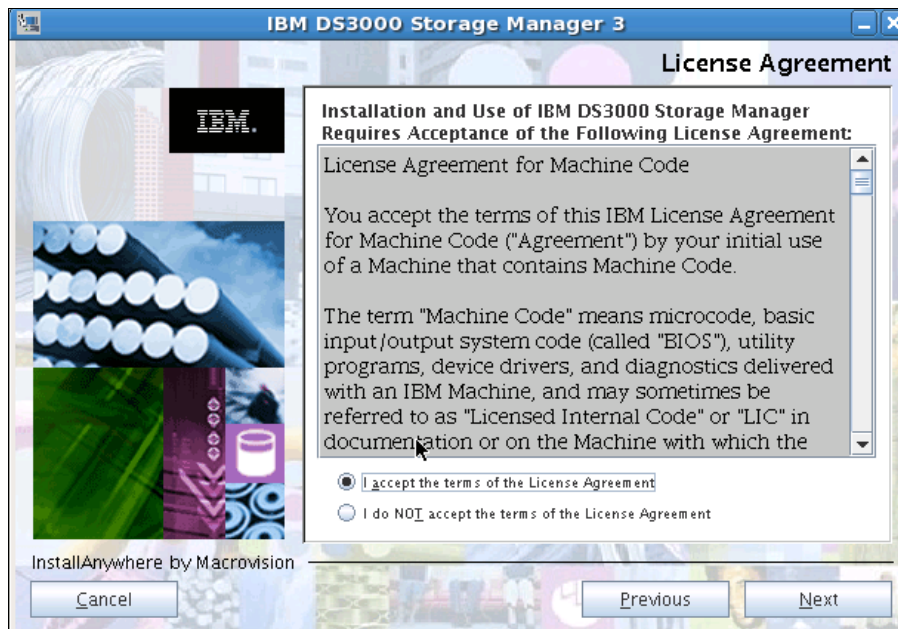 IBM DS3000 Storage Manager 3
License Agreement
IBM.
Installation and Use of IBM DS3000 Storage Manager
Requires Acceptance of the Following License Agreement:
License Agreement for Machine Code
You accept the terms of this IBM License Agreement
for Machine Code ("Agreement") by your initial use
of a Machine that contains Machine Code.
The term "Machine Code" means microcode, basic
input/output system code (called "BIOS"), utility
programs, device drivers, and diagnostics delivered
with an IBM Machine, and may sometimes be
referred to as "Licensed Internal Code" or "LIC" in
documentation or on the Machine with which the
I accept the terms of the License Agreement
I do NOT accept the terms of the License Agreement
InstallAnywhere by Macrovision
Cancel
Previous
Next